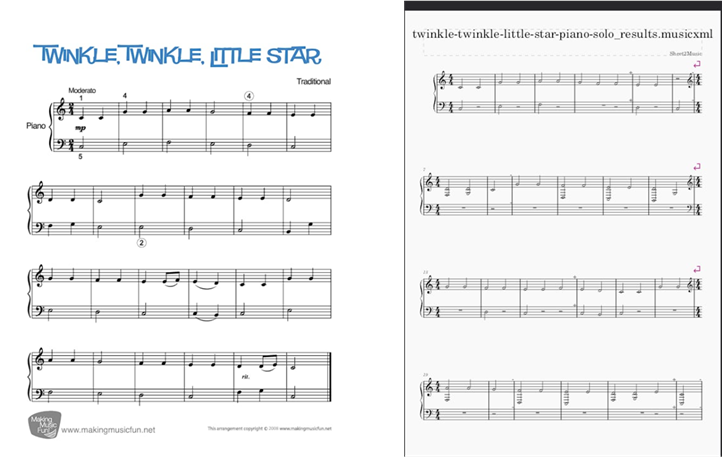 TWINKLE, TWINKLE, LITTLE STAR
Traditional
Moderato
1
4
4
Piano
mp
5
2
rit.
Making
Music
Fun
www.makingmusicfun.net
This arrangement copyright © 2008 www.makingmusicfun.net
twinkle-twinkle-little-star-piano-solo_results.musicxml
Sheet2Music
7
13
19